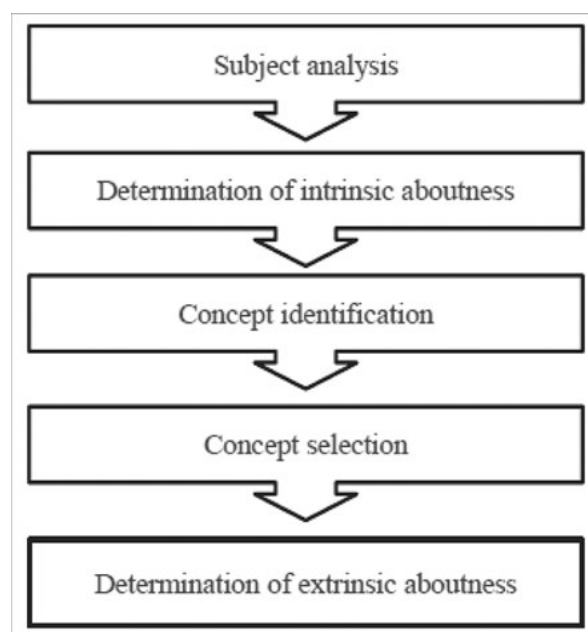 Subject analysis
Determination of intrinsic aboutness
Concept identification
Concept selection
Determination of extrinsic aboutness